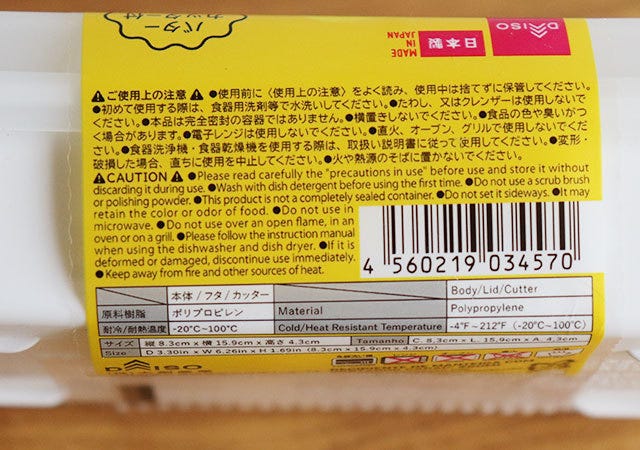 バター
カッター付
MADE
IN
JAPAN
日本製
DAISO
⚠ご使用上の注意⚠ ●使用前に〈使用上の注意〉をよく読み、使用中は捨てずに保管してください。
●初めて使用する際は、食器用洗剤等で水洗いしてください。●たわし、又はクレンザーは使用しないで
ください。●本品は完全密封の容器ではありません。●横置きしないでください。●食品の色や臭いがつ
く場合があります。●電子レンジは使用しないでください。●直火、オーブン、グリルで使用しないでくだ
さい。●食器洗浄機・食器乾燥機を使用する際は、取扱い説明書に従って使用してください。●変形・
破損した場合、直ちに使用を中止してください。●火や熱源のそばに置かないでください。
⚠CAUTION⚠ ●Please read carefully the "precautions in use" before use and store it without
discarding it during use. ●Wash with dish detergent before using the first time. ●Do not use a scrub brush
or polishing powder. ●This product is not a completely sealed container. ●Do not set it sideways. ●It may
retain the color or odor of food. ●Do not use in
microwave. ●Do not use over an open flame, in an
oven or on a grill. ●Please follow the instruction manual
when using the dishwasher and dish dryer. ●If it is
deformed or damaged, discontinue use immediately.
●Keep away from fire and other sources of heat.
4 560219 034570
本体/フタ/カッター Body/Lid/Cutter
原料樹脂 ポリプロピレン Material Polypropylene
耐冷/耐熱温度 -20℃~100℃ Cold/Heat Resistant Temperature -4°F~212°F (-20℃~100℃)
サイズ 縦8.3cm×横15.9cm×高さ4.3cm Tamanho C. 8,3cm×L. 15,9cm×A. 4,3cm
Size D 3.30in×W 6.26in×H 1.69in (8.3cm×15.9cm×4.3cm)
DAISO